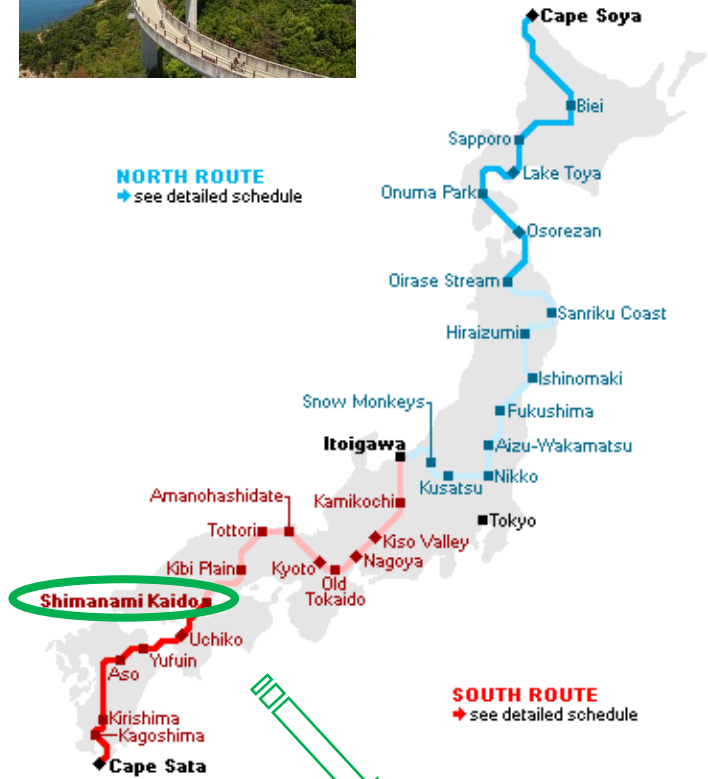 Cape Soya
Biei
Sapporo
NORTH ROUTE
➔ see detailed schedule
Lake Toya
Onuma Park
Osorezan
Oirase Stream
Sanriku Coast
Hiraizumi
Ishinomaki
Snow Monkeys
Fukushima
Itoigawa
Aizu-Wakamatsu
Kusatsu
Nikko
Amanohashidate
Kamikochi
Tokyo
Tottori
Kiso Valley
Kibi Plain
Kyoto
Nagoya
Old
Tokaido
Shimanami Kaido
Uchiko
Yufuin
Aso
SOUTH ROUTE
➔ see detailed schedule
Kirishima
Kagoshima
Cape Sata